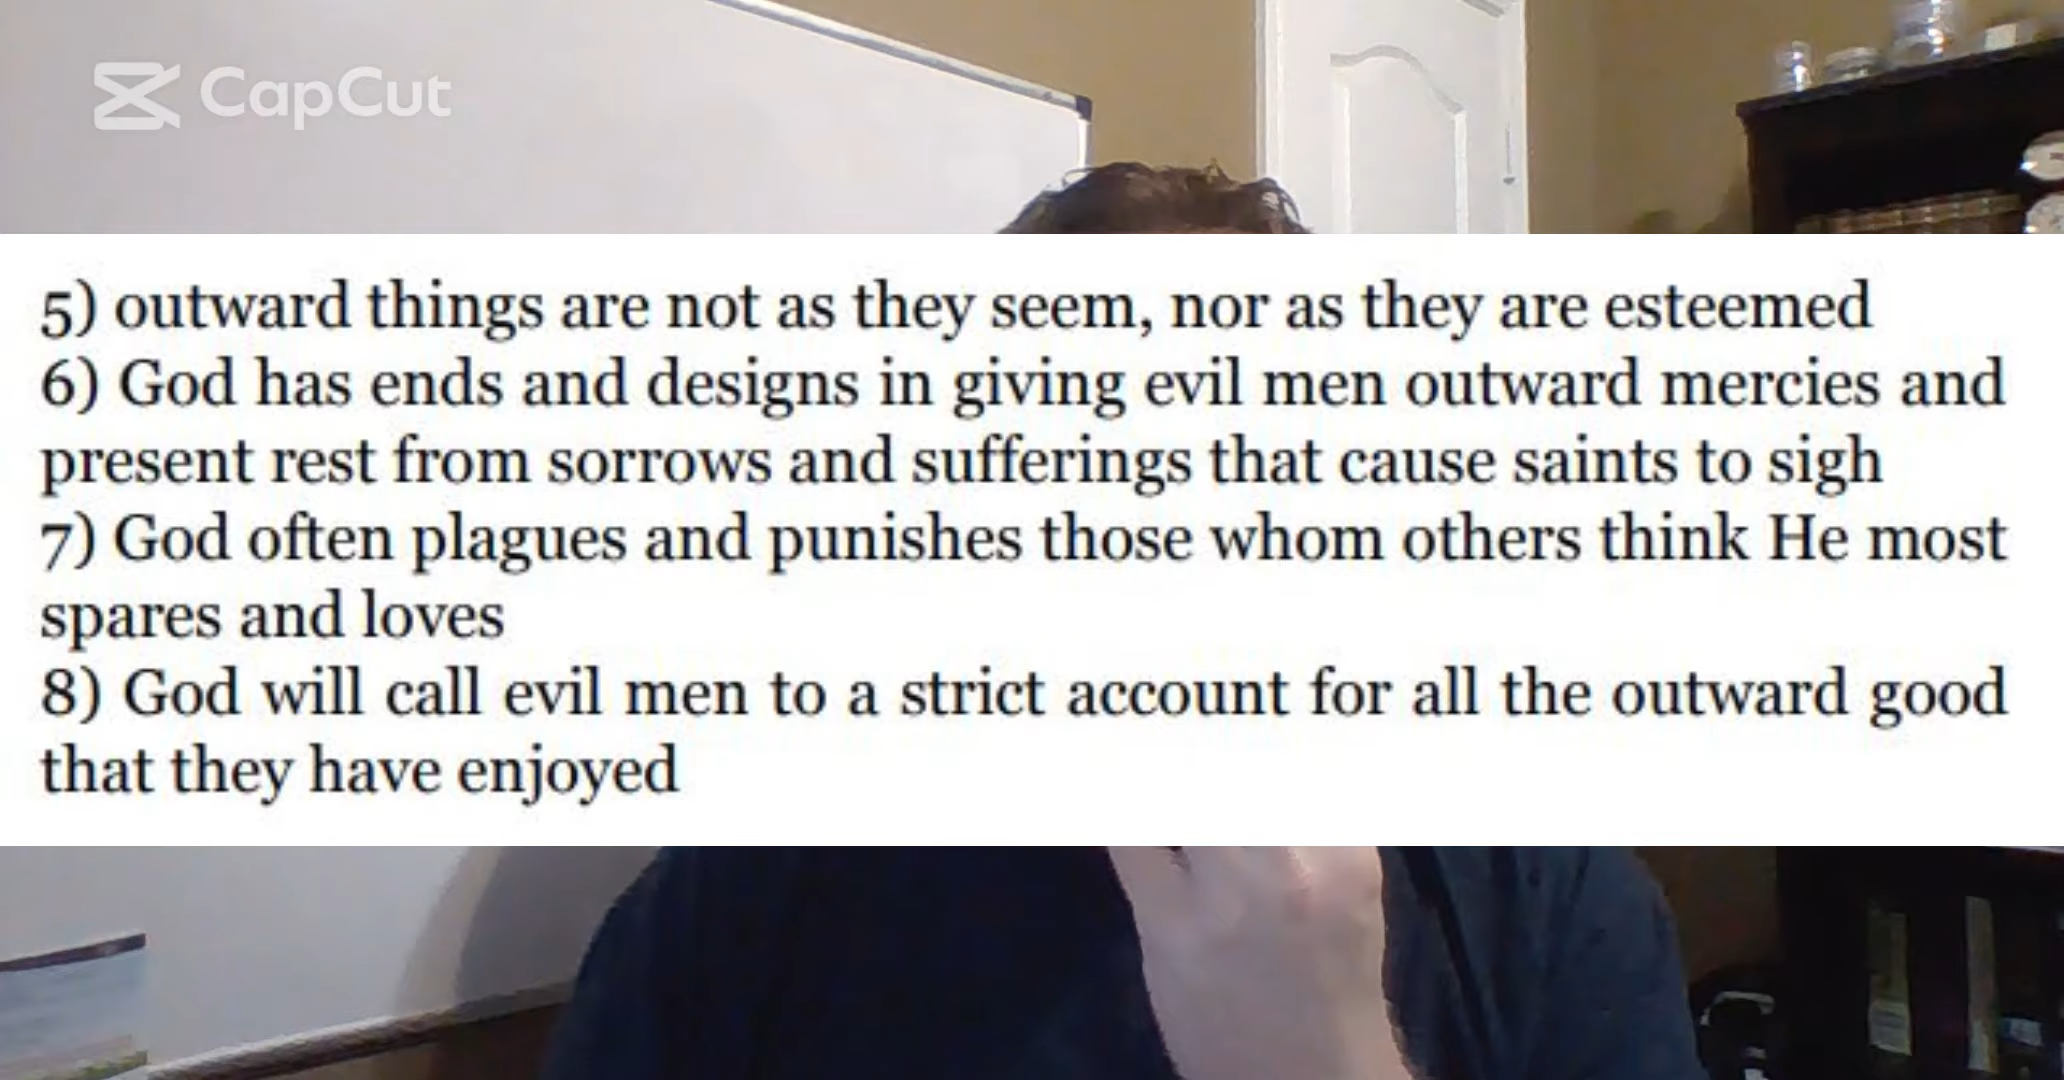 CapCut
5) outward things are not as they seem, nor as they are esteemed
6) God has ends and designs in giving evil men outward mercies and
present rest from sorrows and sufferings that cause saints to sigh
7) God often plagues and punishes those whom others think He most
spares and loves
8) God will call evil men to a strict account for all the outward good
that they have enjoyed